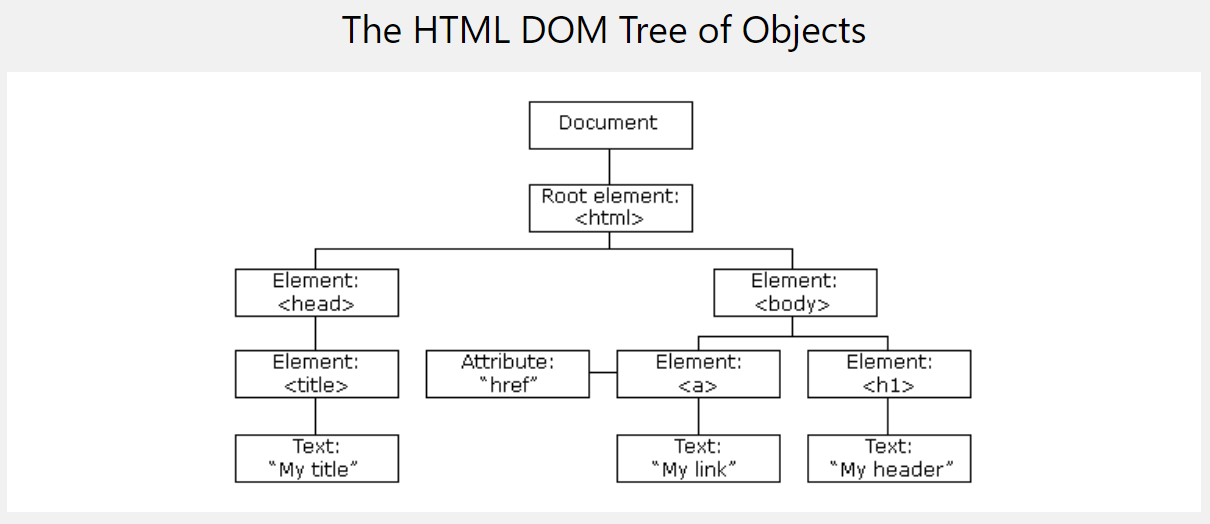 The HTML DOM Tree of Objects
Document
Root element:
<html>
Element:
<head>
Element:
<body>
Element:
<title>
Attribute:
“href”
Element:
<a>
Element:
<h1>
Text:
“My title”
Text:
“My link”
Text:
“My header”